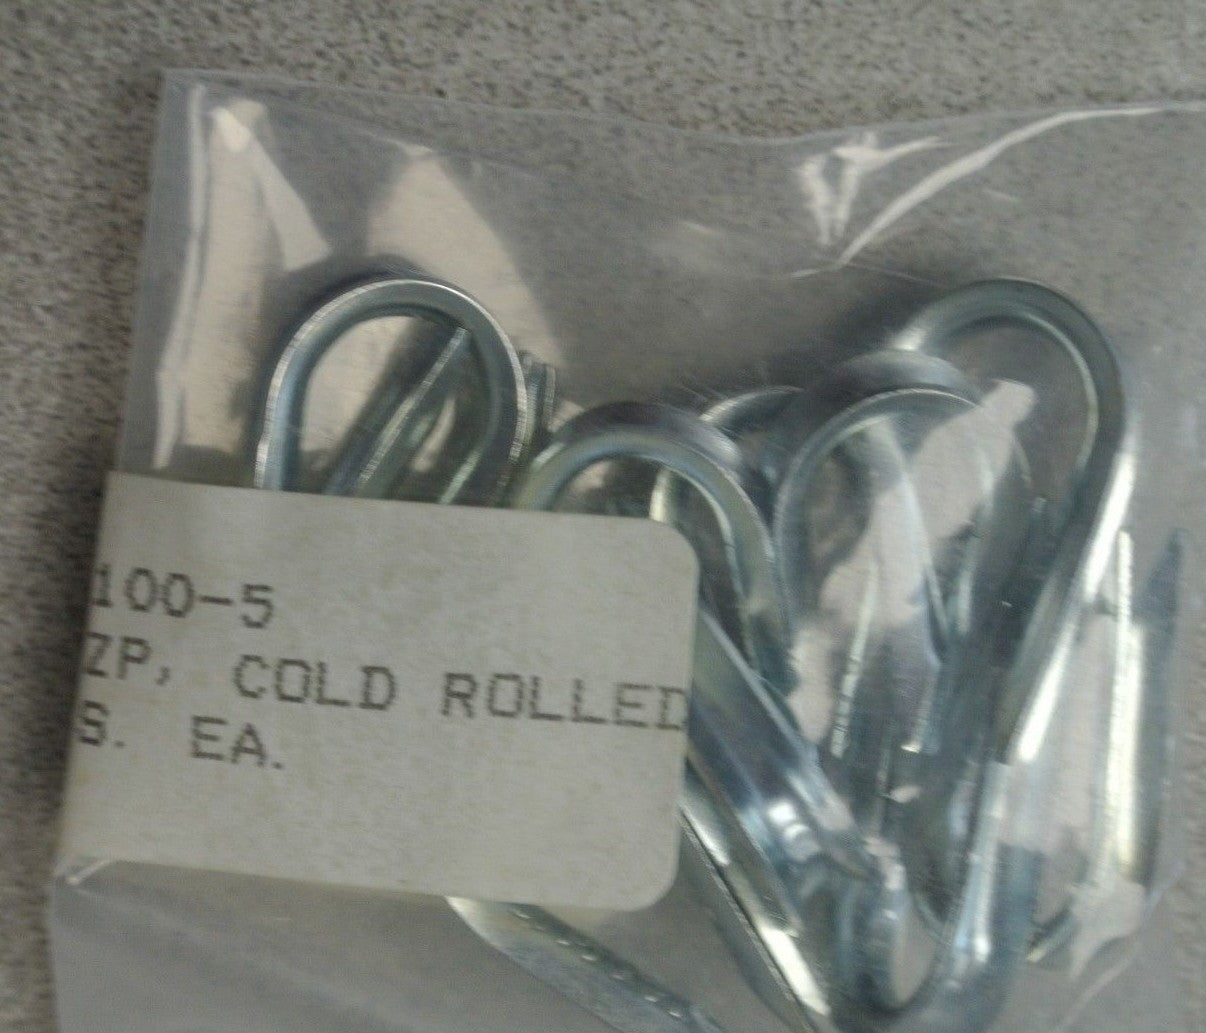 100-5
ZP, COLD ROLLED
S. EA.